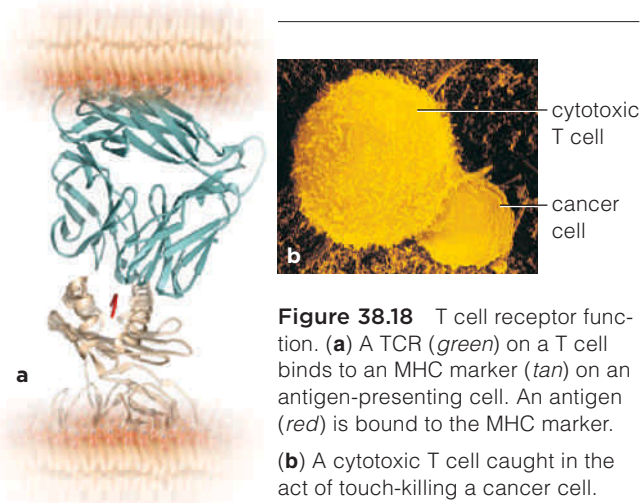 cytotoxic
T cell
cancer
cell
b
a
Figure 38.18 T cell receptor func-
tion. (a) A TCR (green) on a T cell
binds to an MHC marker (tan) on an
antigen-presenting cell. An antigen
(red) is bound to the MHC marker.
(b) A cytotoxic T cell caught in the
act of touch-killing a cancer cell.